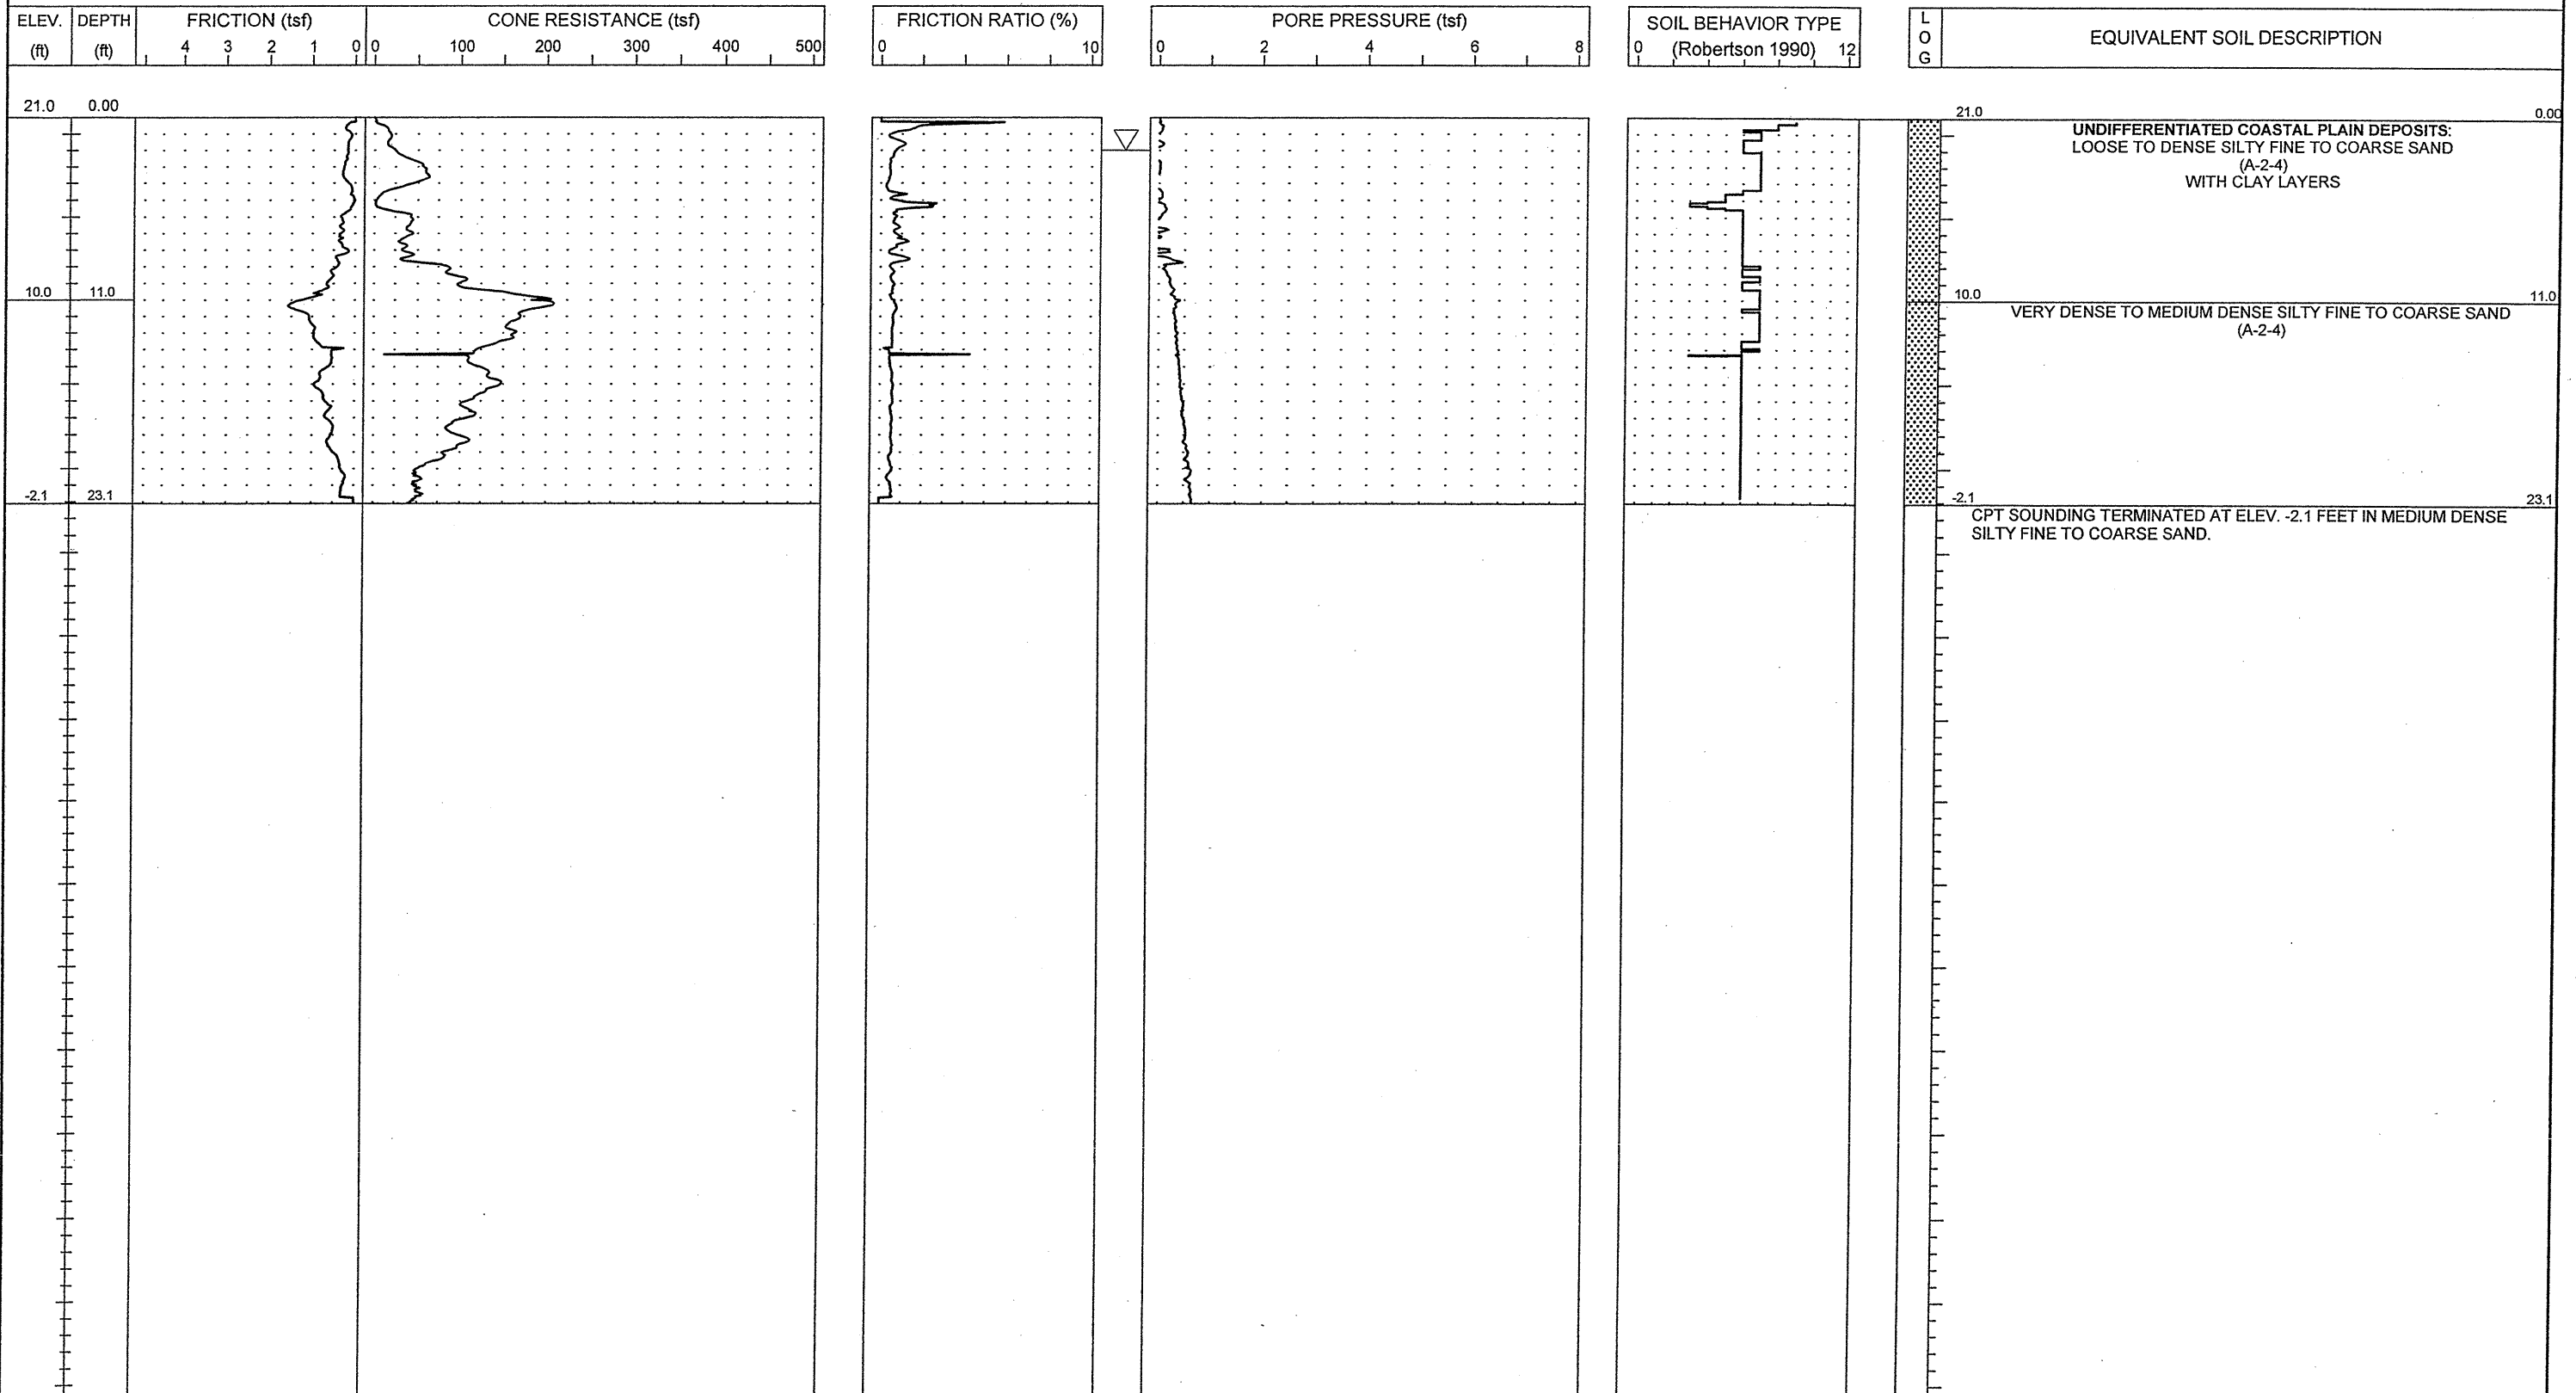 ELEV. DEPTH FRICTION (tsf) CONE RESISTANCE (tsf) FRICTION RATIO (%) PORE PRESSURE (tsf) SOIL BEHAVIOR TYPE L
(ft) (ft) 4 3 2 1 0 0 100 200 300 400 500 0 10 0 2 4 6 8 0 (Robertson 1990) 12 O EQUIVALENT SOIL DESCRIPTION
G
21.0 0.00
21.0 0.00
UNDIFFERENTIATED COASTAL PLAIN DEPOSITS:
LOOSE TO DENSE SILTY FINE TO COARSE SAND
(A-2-4)
WITH CLAY LAYERS
10.0 11.0 10.0 11.0
VERY DENSE TO MEDIUM DENSE SILTY FINE TO COARSE SAND
(A-2-4)
-2.1 23.1 -2.1 23.1
CPT SOUNDING TERMINATED AT ELEV. -2.1 FEET IN MEDIUM DENSE
SILTY FINE TO COARSE SAND.